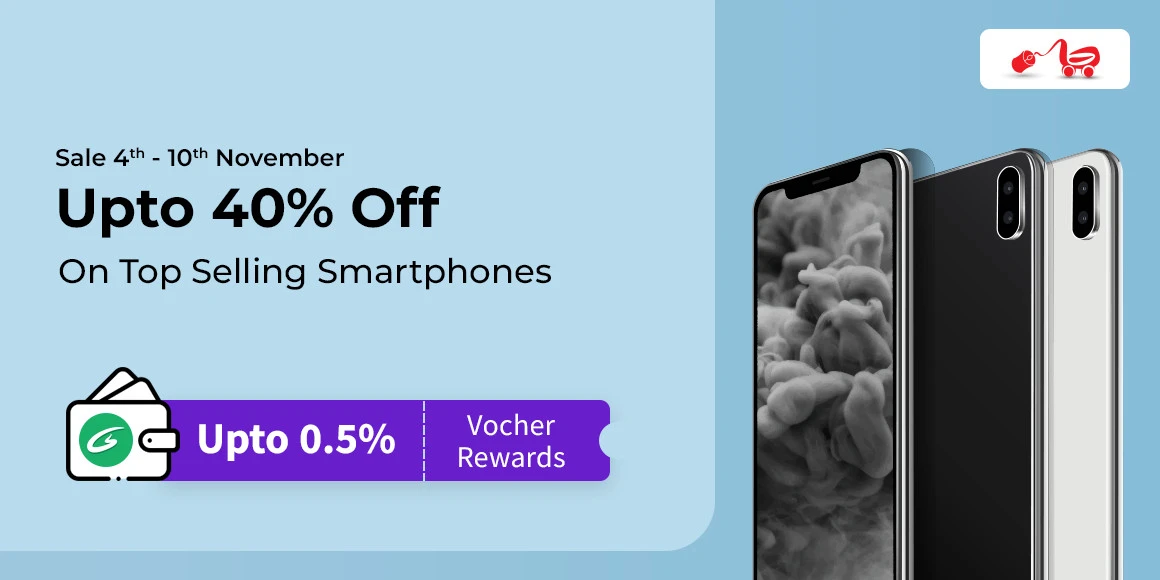 Sale 4th - 10th November
Upto 40% Off
On Top Selling Smartphones
Upto 0.5%
Vocher
Rewards